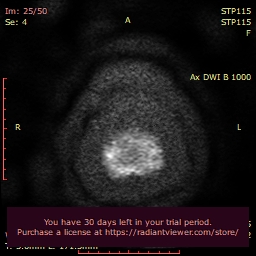 Im: 25/50
Se: 4
A
STP115
STP115
F
Ax DWI B 1000
R
L
You have 30 days left in your trial period.
Purchase a license at https://radiantviewer.com/store/